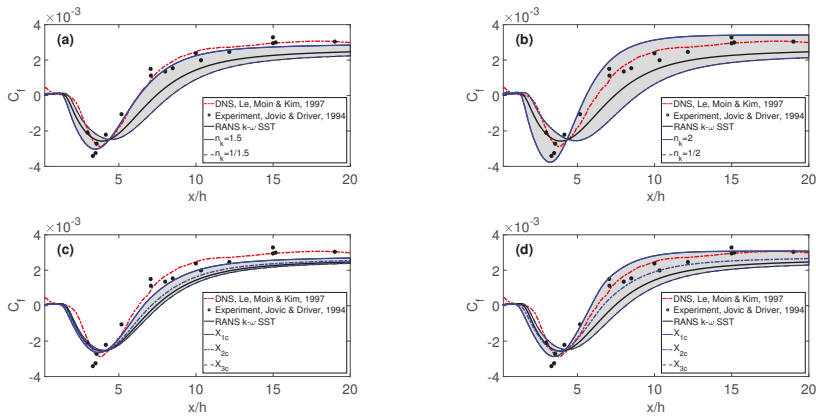 ×10⁻³
(a)
4
2
0
-2
-4
C_f
5
10
15
20
x/h
DNS, Le, Moin & Kim, 1997
Experiment, Jovic & Driver, 1994
RANS k-ω SST
n_k=1.5
n_k=1/1.5
×10⁻³
(b)
4
2
0
-2
-4
C_f
5
10
15
20
x/h
DNS, Le, Moin & Kim, 1997
Experiment, Jovic & Driver, 1994
RANS k-ω SST
n_k=2
n_k=1/2
×10⁻³
(c)
4
2
0
-2
-4
C_f
5
10
15
20
x/h
DNS, Le, Moin & Kim, 1997
Experiment, Jovic & Driver, 1994
RANS k-ω SST
X_1c
X_2c
X_3c
×10⁻³
(d)
4
2
0
-2
-4
C_f
5
10
15
20
x/h
DNS, Le, Moin & Kim, 1997
Experiment, Jovic & Driver, 1994
RANS k-ω SST
X_1c
X_2c
X_3c